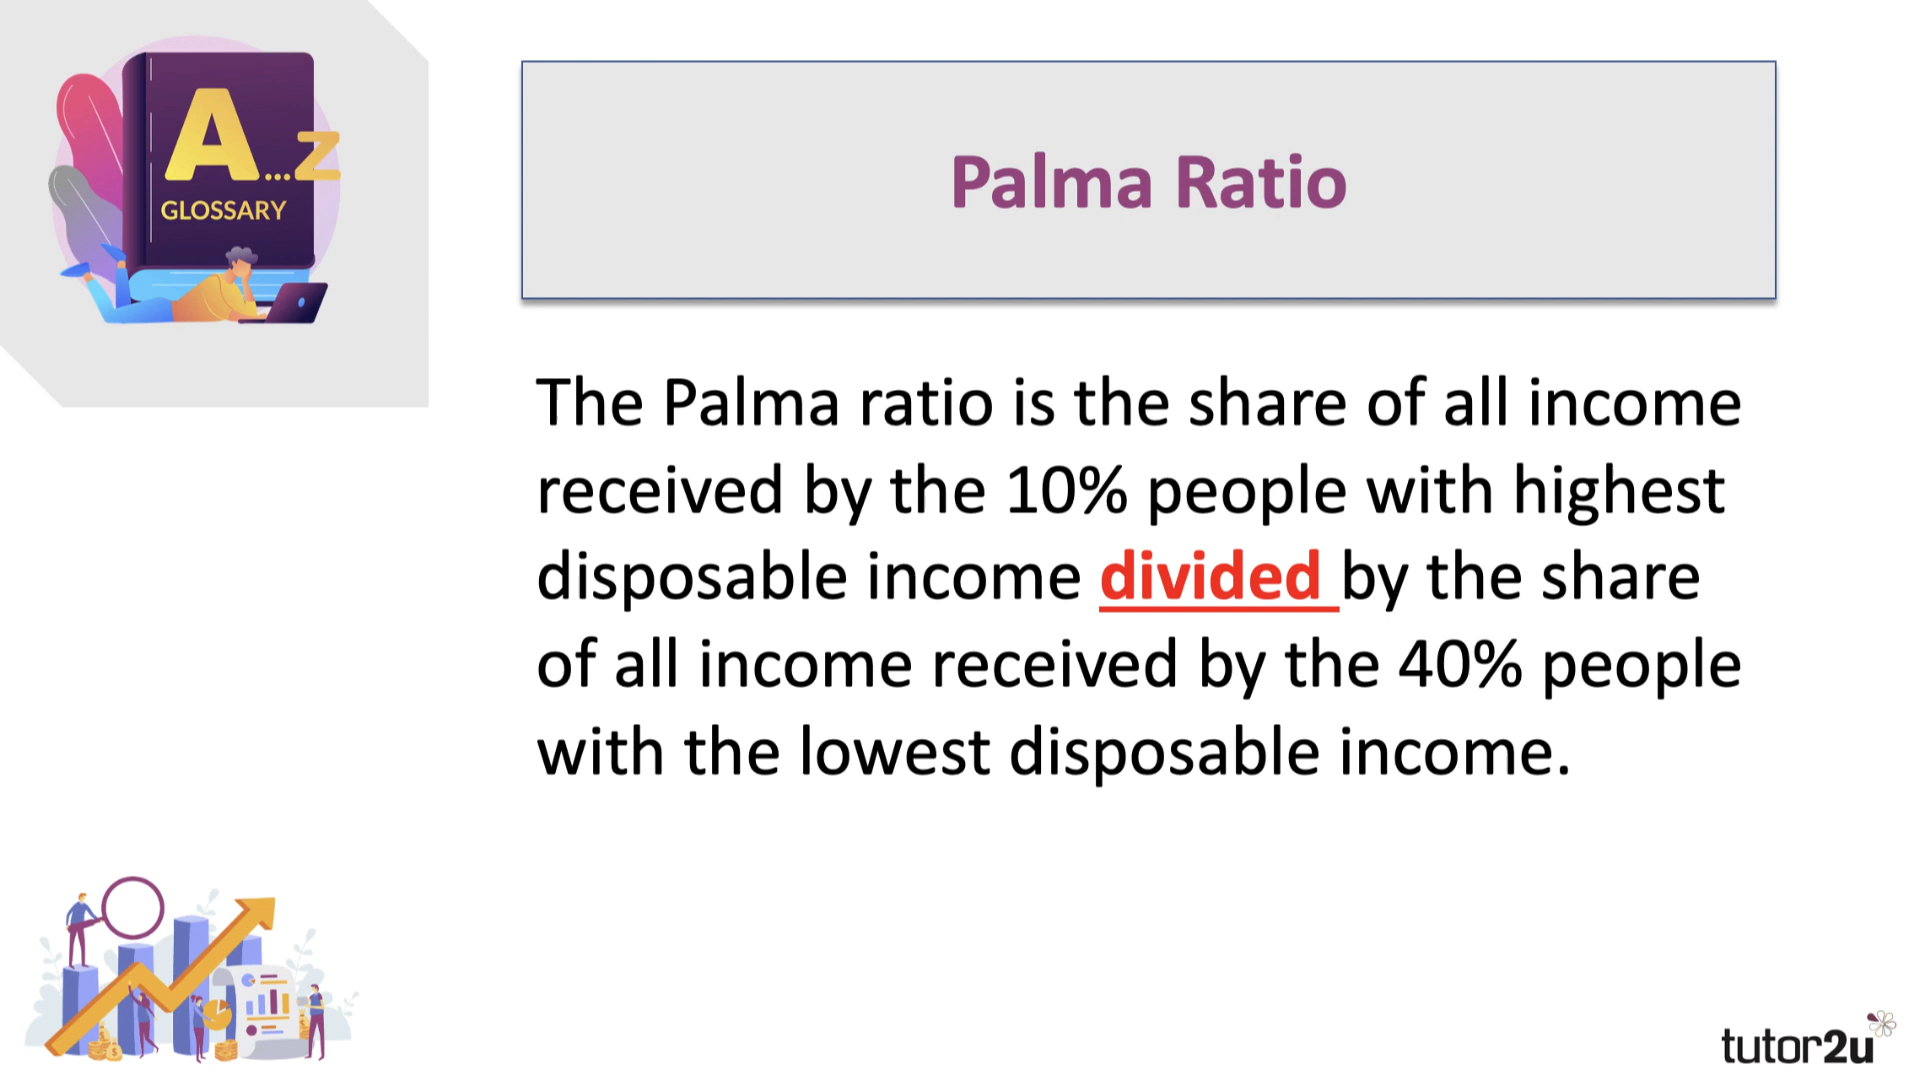 A...Z
GLOSSARY
Palma Ratio
The Palma ratio is the share of all income
received by the 10% people with highest
disposable income divided by the share
of all income received by the 40% people
with the lowest disposable income.
tutor2u